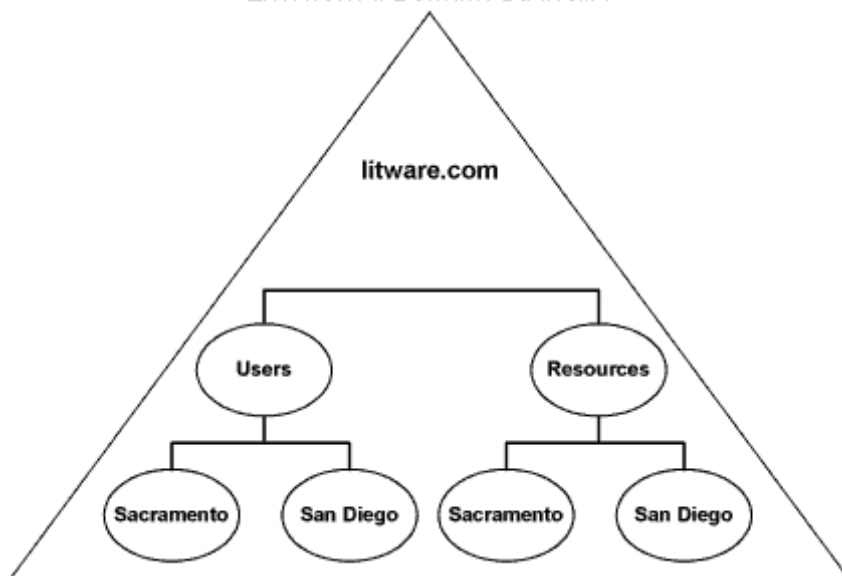 litware.com
Users
Resources
Sacramento
San Diego
Sacramento
San Diego